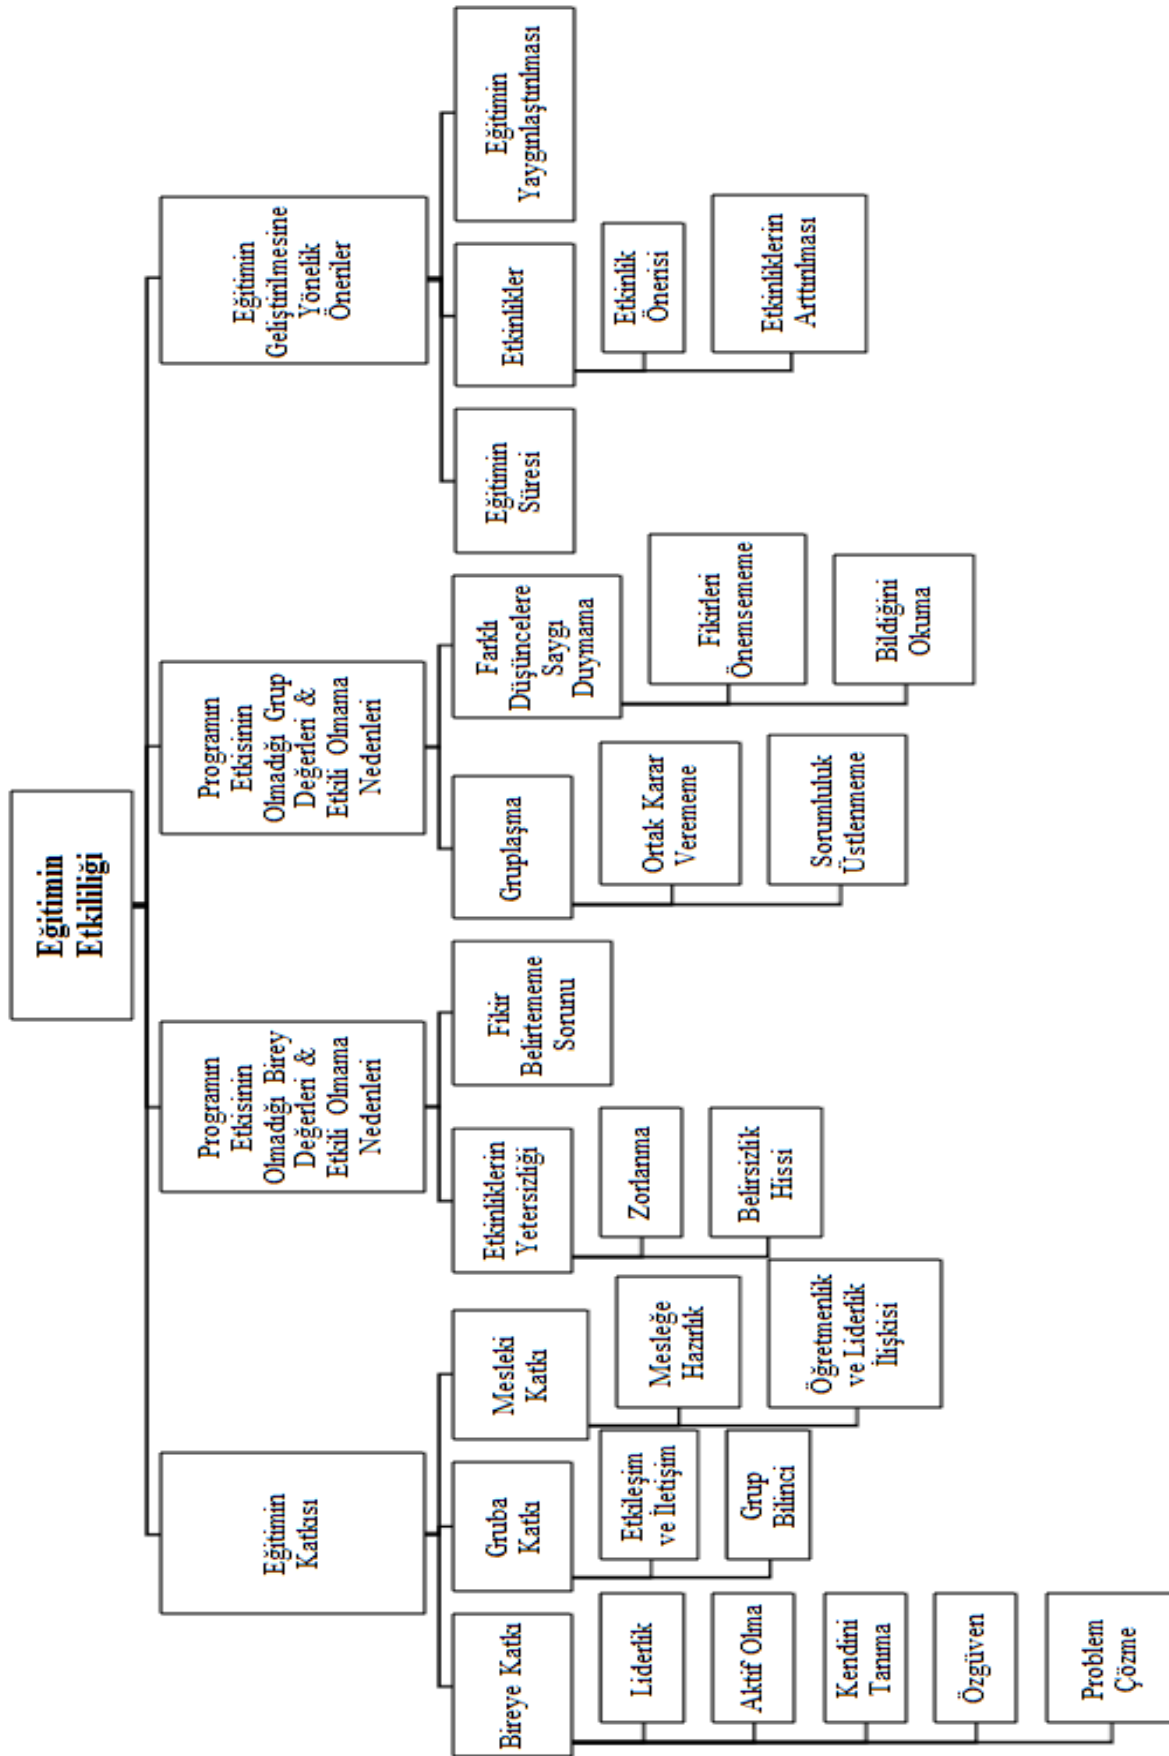 Eğitimin
Etkililiği
Eğitimin
Katkısı
Bireye Katkı
Liderlik
Aktif Olma
Kendini
Tanıma
Özgüven
Problem
Çözme
Gruba
Katkı
Etkileşim
ve İletişim
Grup
Bilinci
Mesleki
Katkı
Mesleğe
Hazırlık
Öğretmenlik
ve Liderlik
İlişkisi
Programın
Etkisinin
Olmadığı Birey
Değerleri &
Etkili Olmama
Nedenleri
Etkinliklerin
Yetersizliği
Zorlanma
Belirsizlik
Hissi
Fikir
Belirtememe
Sorunu
Programın
Etkisinin
Olmadığı Grup
Değerleri &
Etkili Olmama
Nedenleri
Gruplaşma
Ortak Karar
Verememe
Sorumluluk
Üstlenmeme
Farklı
Düşüncelere
Saygı
Duymama
Fikirleri
Önemsememe
Bildiğini
Okuma
Eğitimin
Geliştirilmesine
Yönelik
Öneriler
Eğitimin
Süresi
Etkinlikler
Etkinlik
Önerisi
Etkinliklerin
Arttırılması
Eğitimin
Yaygınlaştırılması